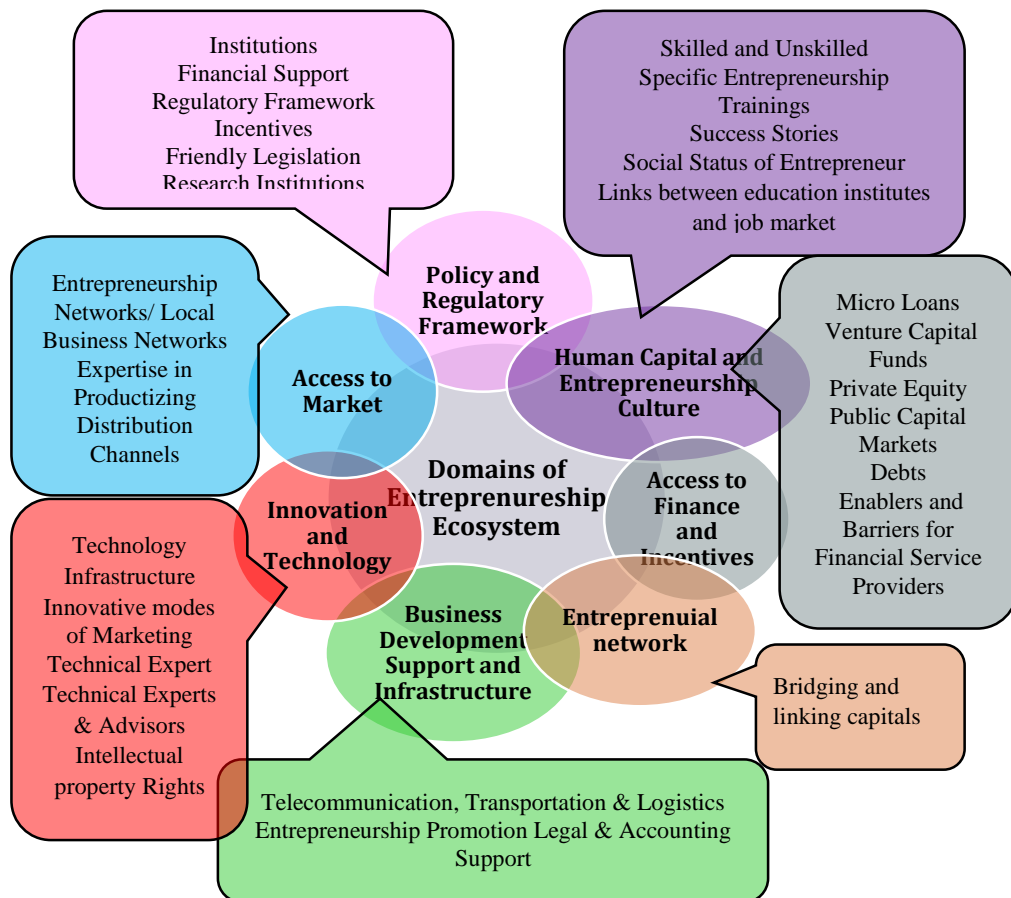 Institutions
Financial Support
Regulatory Framework
Incentives
Friendly Legislation
Research Institutions
Skilled and Unskilled
Specific Entrepreneurship
Trainings
Success Stories
Social Status of Entrepreneur
Links between education institutes
and job market
Policy and
Regulatory
Framework
Entrepreneurship
Networks/ Local
Business Networks
Expertise in
Productizing
Distribution
Channels
Access to
Market
Human Capital and
Entrepreneurship
Culture
Micro Loans
Venture Capital
Funds
Private Equity
Public Capital
Markets
Debts
Enablers and
Barriers for
Financial Service
Providers
Domains of
Entreprenureship
Ecosystem
Access to
Finance
and
Incentives
Innovation
and
Technology
Technology
Infrastructure
Innovative modes
of Marketing
Technical Expert
Technical Experts
& Advisors
Intellectual
property Rights
Business
Development
Support and
Infrastructure
Entreprenuial
network
Bridging and
linking capitals
Telecommunication, Transportation & Logistics
Entrepreneurship Promotion Legal & Accounting
Support